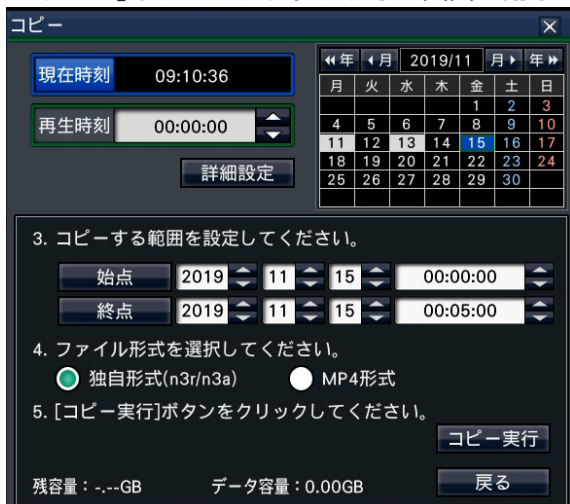 コピー
現在時刻 09:10:36
再生時刻 00:00:00
詳細設定
年 月 2019/11 月 年
月 火 水 木 金 土 日
1 2 3
4 5 6 7 8 9 10
11 12 13 14 15 16 17
18 19 20 21 22 23 24
25 26 27 28 29 30
3. コピーする範囲を設定してください。
始点 2019 11 15 00:00:00
終点 2019 11 15 00:05:00
4. ファイル形式を選択してください。
独自形式(n3r/n3a) MP4形式
5. [コピー実行]ボタンをクリックしてください。
コピー実行
残容量：-.--GB データ容量：0.00GB 戻る